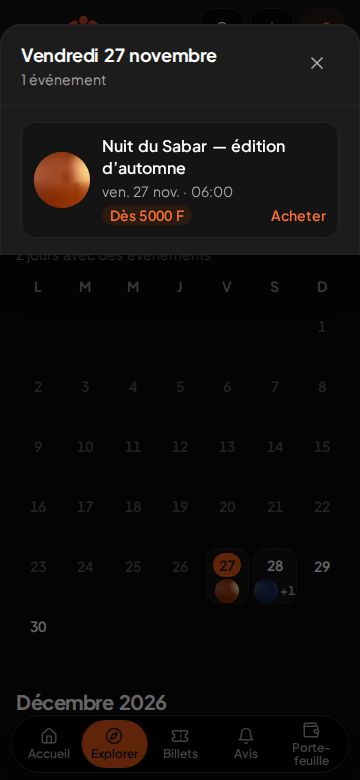 Vendredi 27 novembre
1 événement
Nuit du Sabar — édition
d’automne
ven. 27 nov. · 06:00
Dès 5000 F
Acheter
2 jours avec des événements
L M M J V S D
1
2 3 4 5 6 7 8
9 10 11 12 13 14 15
16 17 18 19 20 21 22
23 24 25 26 27 28 29
+1
30
Décembre 2026
Accueil Explorer Billets Avis Porte-
feuille